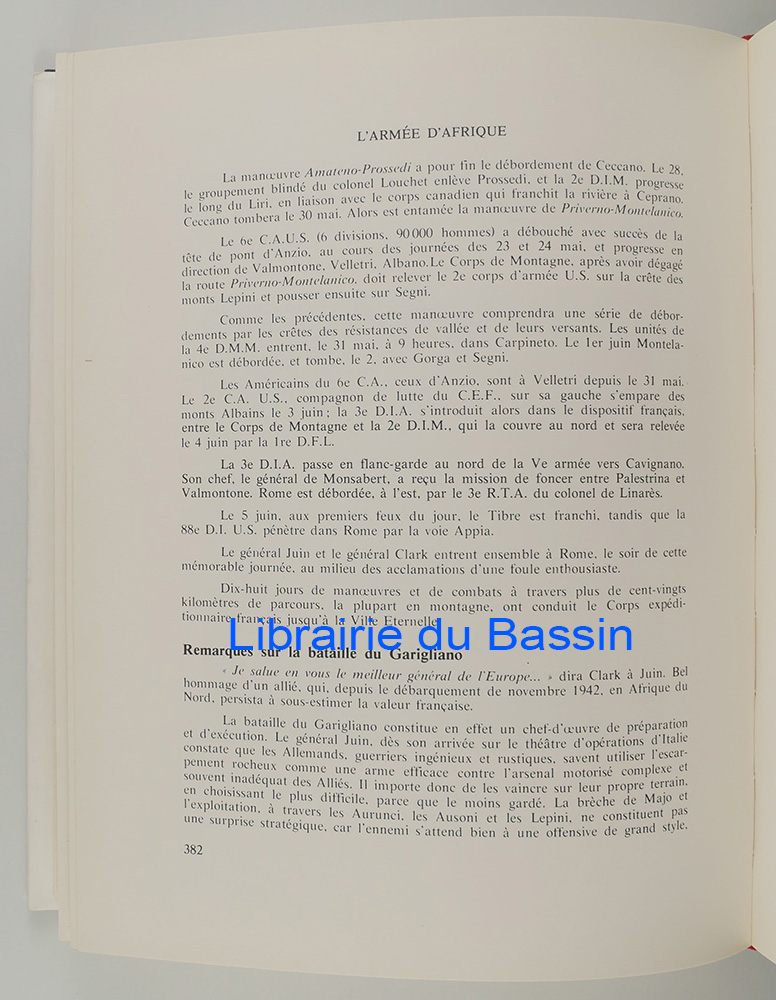 L'ARMÉE D'AFRIQUE
La manœuvre Amateno-Prossedi a pour fin le débordement de Ceccano. Le 28,
le groupement blindé du colonel Louchet enlève Prossedi, et la 2e D.I.M. progresse
le long du Liri, en liaison avec le corps canadien qui franchit la rivière à Ceprano.
Ceccano tombera le 30 mai. Alors est entamée la manœuvre de Priverno-Montelanico.
Le 6e C.A.U.S. (6 divisions, 90 000 hommes) a débouché avec succès de la
tête de pont d'Anzio, au cours des journées des 23 et 24 mai, et progresse en
direction de Valmontone, Velletri, Albano.Le Corps de Montagne, après avoir dégagé
la route Priverno-Montelanico, doit relever le 2e corps d'armée U.S. sur la crête des
monts Lepini et pousser ensuite sur Segni.
Comme les précédentes, cette manœuvre comprendra une série de débor-
dements par les crêtes des résistances de vallée et de leurs versants. Les unités de
la 4e D.M.M. entrent, le 31 mai, à 9 heures, dans Carpineto. Le 1er juin Montela-
nico est débordée, et tombe, le 2, avec Gorga et Segni.
Les Américains du 6e C.A., ceux d'Anzio, sont à Velletri depuis le 31 mai.
Le 2e C.A. U.S., compagnon de lutte du C.E.F., sur sa gauche s'empare des
monts Albains le 3 juin ; la 3e D.I.A. s'introduit alors dans le dispositif français,
entre le Corps de Montagne et la 2e D.I.M., qui la couvre au nord et sera relevée
le 4 juin par la 1re D.F.L.
La 3e D.I.A. passe en flanc-garde au nord de la Ve armée vers Cavignano.
Son chef, le général de Monsabert, a reçu la mission de foncer entre Palestrina et
Valmontone. Rome est débordée, à l'est, par le 3e R.T.A. du colonel de Linarès.
Le 5 juin, aux premiers feux du jour, le Tibre est franchi, tandis que la
88e D.I. U.S. pénètre dans Rome par la voie Appia.
Le général Juin et le général Clark entrent ensemble à Rome, le soir de cette
mémorable journée, au milieu des acclamations d'une foule enthousiaste.
Dix-huit jours de manœuvres et de combats à travers plus de cent-vingts
kilomètres de parcours, la plupart en montagne, ont conduit le Corps expédi-
tionnaire français jusqu'à la Ville Eternelle.
Librairie du Bassin
Remarques sur la bataille du Garigliano
« Je salue en vous le meilleur général de l'Europe... » dira Clark à Juin. Bel
hommage d'un allié, qui, depuis le débarquement de novembre 1942, en Afrique du
Nord, persista à sous-estimer la valeur française.
La bataille du Garigliano constitue en effet un chef-d'œuvre de préparation
et d'exécution. Le général Juin, dès son arrivée sur le théâtre d'opérations d'Italie
constate que les Allemands, guerriers ingénieux et rustiques, savent utiliser l'escar-
pement rocheux comme une arme efficace contre l'arsenal motorisé complexe et
souvent inadéquat des Alliés. Il importe donc de les vaincre sur leur propre terrain,
en choisissant le plus difficile, parce que le moins gardé. La brèche de Majo et
l'exploitation, à travers les Aurunci, les Ausoni et les Lepini, ne constituent pas
une surprise stratégique, car l'ennemi s'attend bien à une offensive de grand style.
382